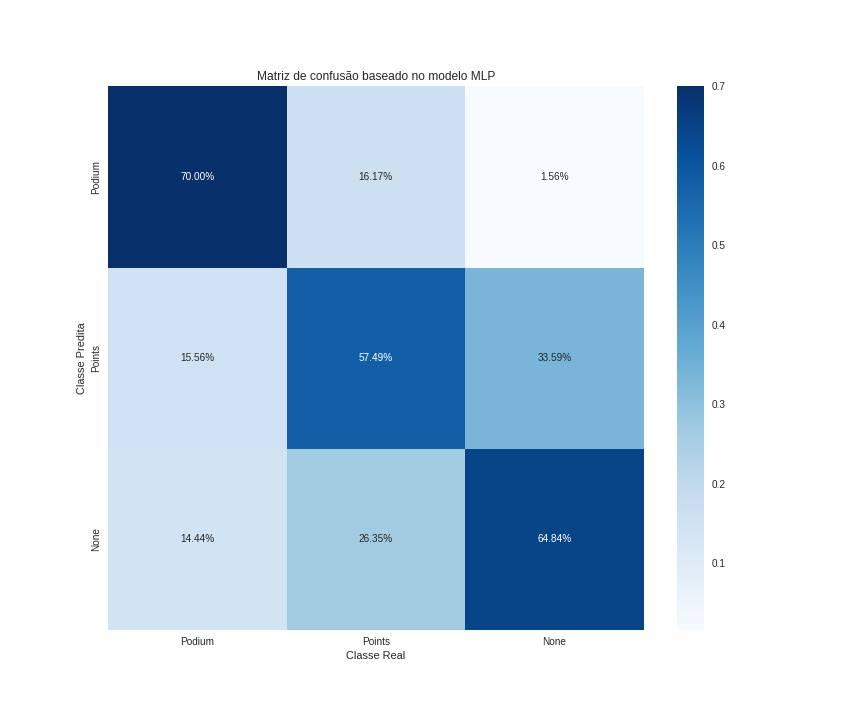 Matriz de confusão baseado no modelo MLP
Classe Predita
Podium
70.00% 16.17% 1.56%
Points
15.56% 57.49% 33.59%
None
14.44% 26.35% 64.84%
Podium Points None
Classe Real
0.7
0.6
0.5
0.4
0.3
0.2
0.1